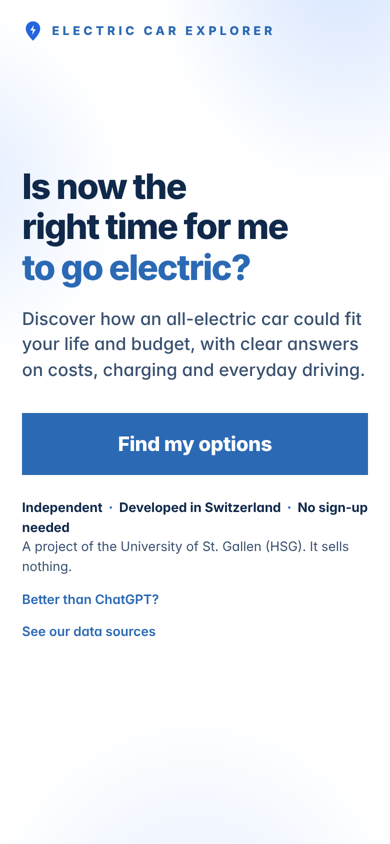 ELECTRIC CAR EXPLORER
Is now the
right time for me
to go electric?
Discover how an all-electric car could fit
your life and budget, with clear answers
on costs, charging and everyday driving.
Find my options
Independent · Developed in Switzerland · No sign-up
needed
A project of the University of St. Gallen (HSG). It sells
nothing.
Better than ChatGPT?
See our data sources